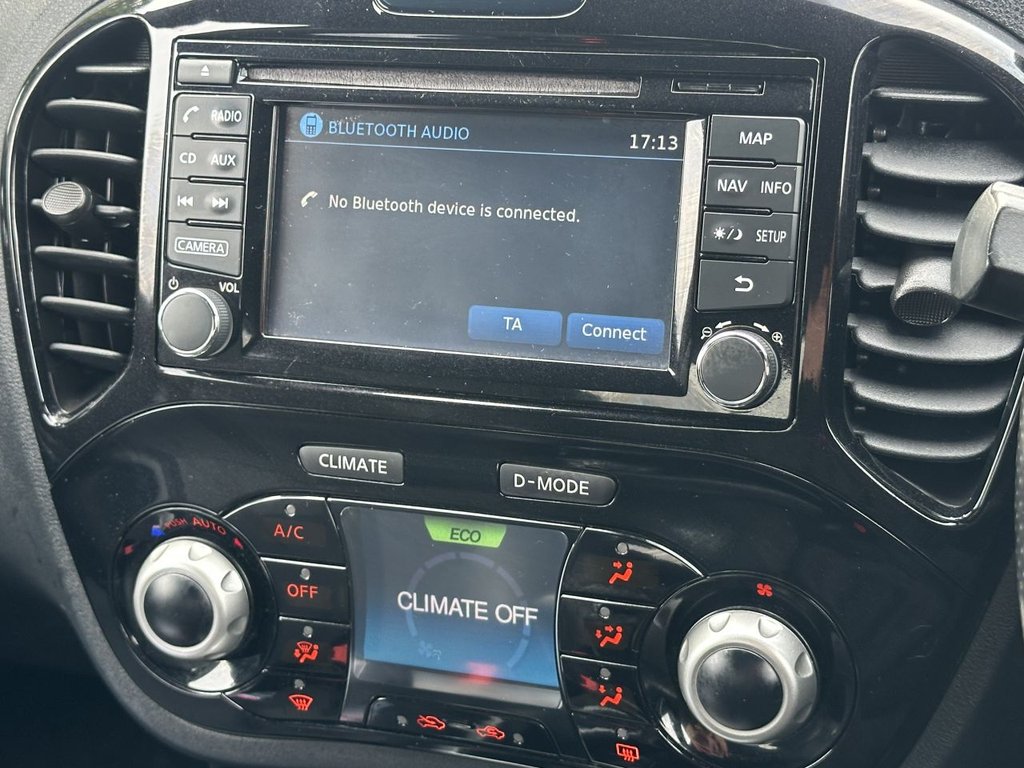 RADIO
CD AUX
CAMERA
VOL
BLUETOOTH AUDIO 17:13
No Bluetooth device is connected.
TA Connect
MAP
NAV INFO
SETUP
CLIMATE
D-MODE
PUSH AUTO
A/C
OFF
ECO
CLIMATE OFF